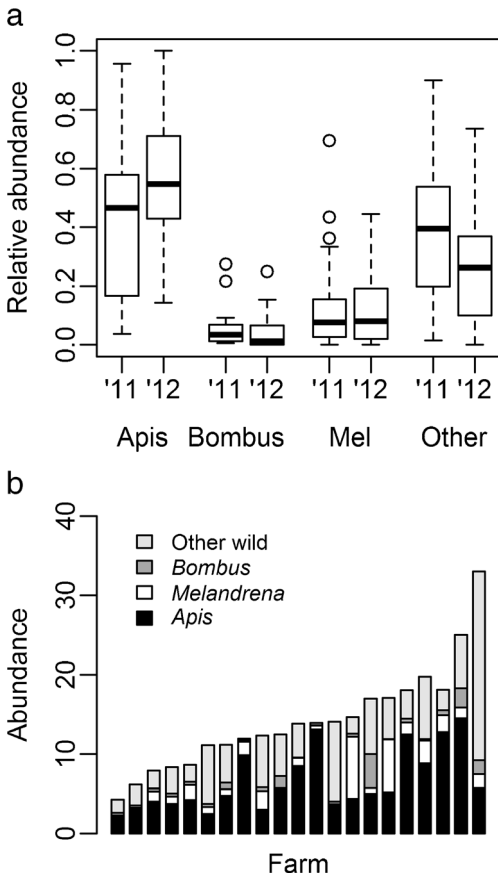 a
Relative abundance
1.0
0.8
0.6
0.4
0.2
0.0
'11 '12 '11 '12 '11 '12 '11 '12
Apis Bombus Mel Other
b
Abundance
40
30
20
10
0
Other wild
Bombus
Melandrena
Apis
Farm